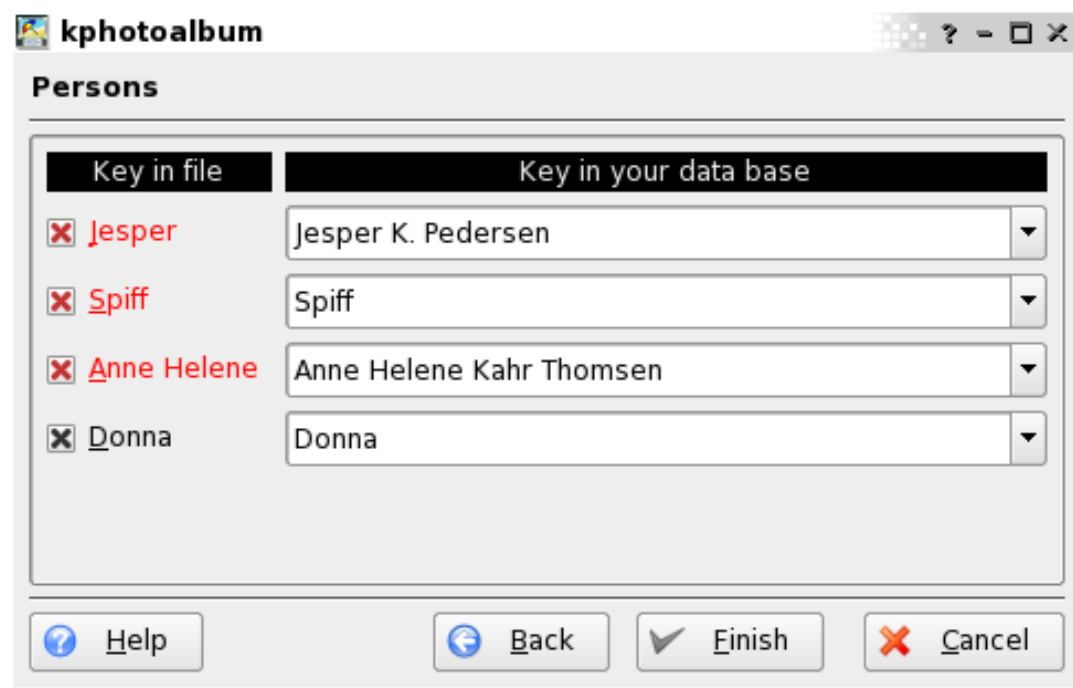 kphotoalbum
Persons
Key in file Key in your data base
Jesper Jesper K. Pedersen
Spiff Spiff
Anne Helene Anne Helene Kahr Thomsen
Donna Donna
Help Back Finish Cancel